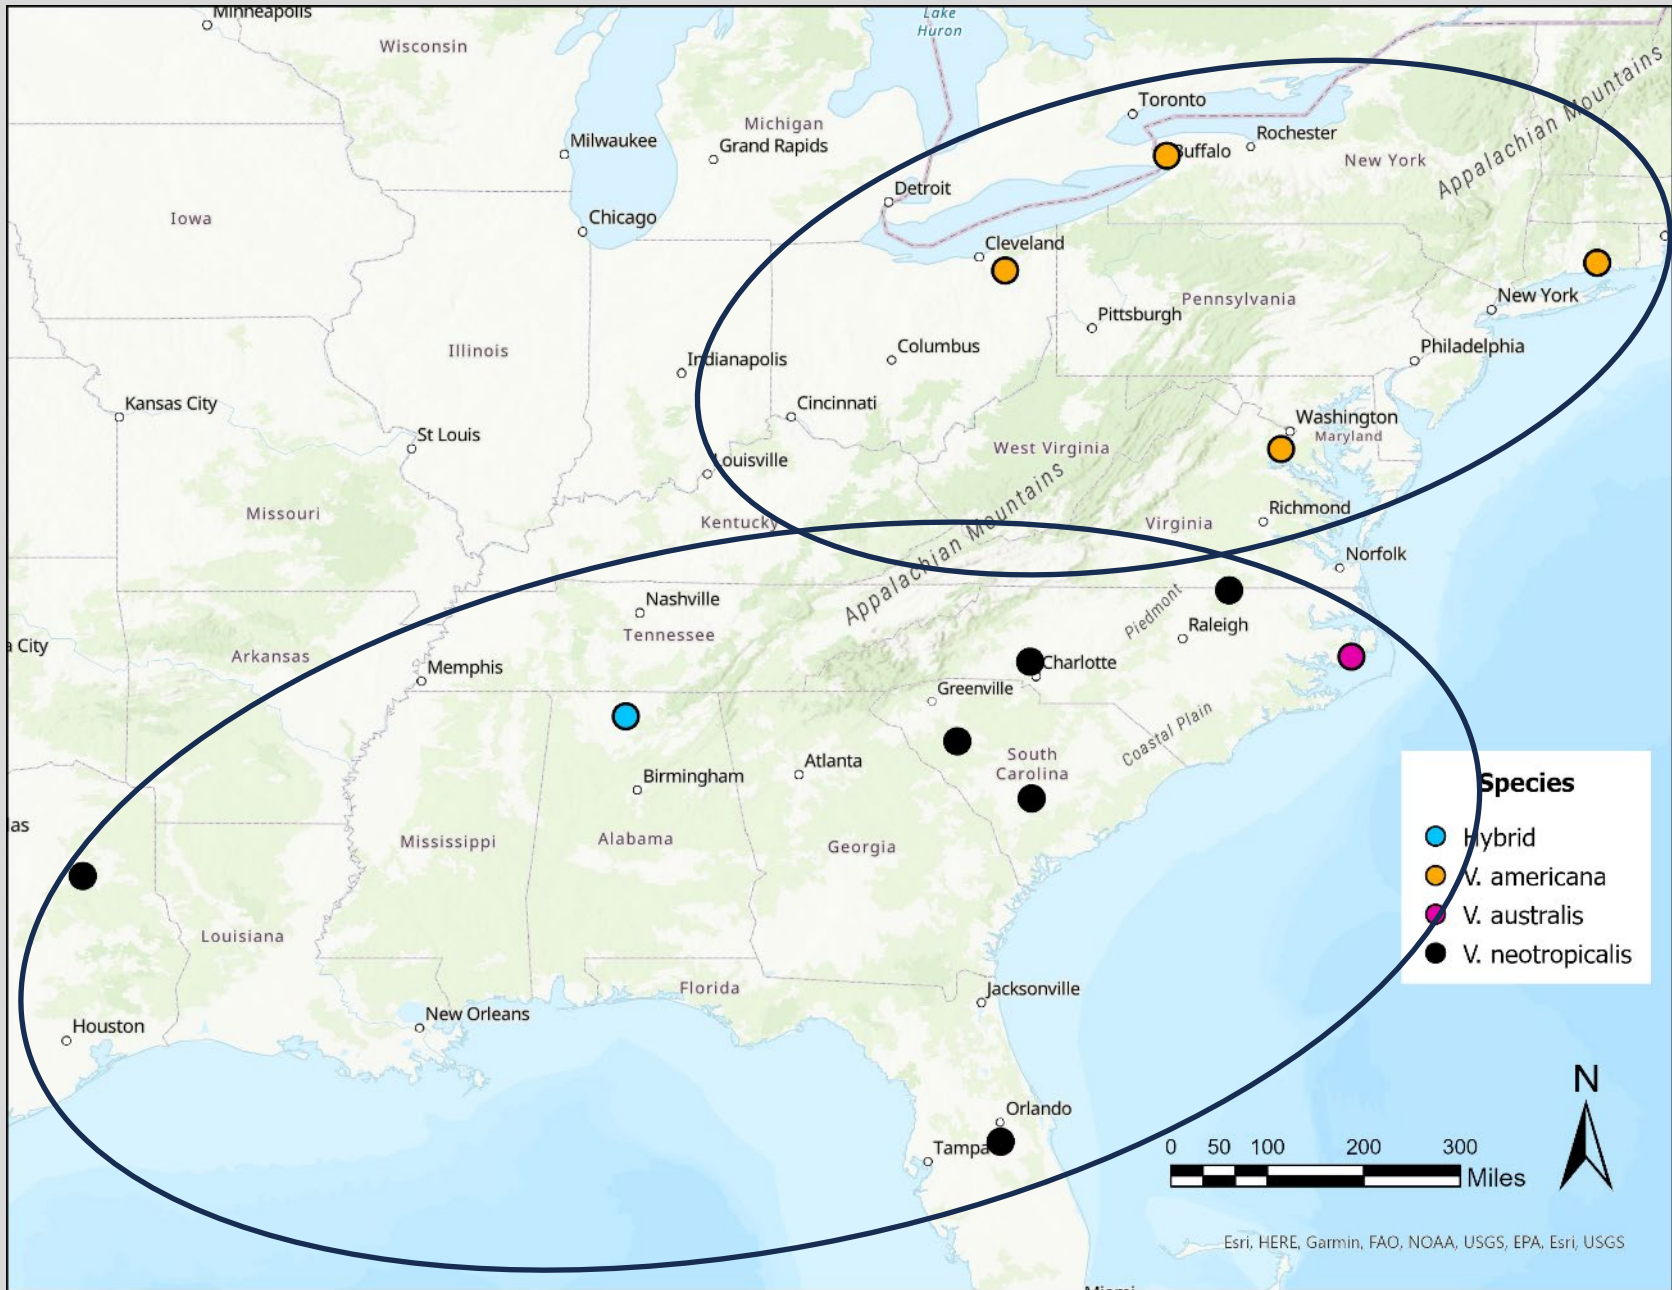 Minneapolis
Wisconsin
Lake
Huron
Toronto
Appalachian Mountains
Michigan
Milwaukee
Grand Rapids
Rochester
Buffalo
New York
Detroit
Iowa
Chicago
Cleveland
New York
Pennsylvania
Pittsburgh
Illinois
Indianapolis
Columbus
Philadelphia
Kansas City
Cincinnati
Washington
Maryland
St Louis
West Virginia
Louisville
Missouri
Kentucky
Appalachian Mountains
Virginia
Richmond
Norfolk
Nashville
Tennessee
Piedmont
Raleigh
a City
Arkansas
Memphis
Charlotte
Greenville
Coastal Plain
South
Carolina
Atlanta
Birmingham
las
Mississippi
Alabama
Georgia
Louisiana
Species
Hybrid
V. americana
V. australis
V. neotropicalis
Florida
Jacksonville
New Orleans
Houston
Orlando
Tampa
N
0 50 100 200 300
Miles
Esri, HERE, Garmin, FAO, NOAA, USGS, EPA, Esri, USGS
Miami